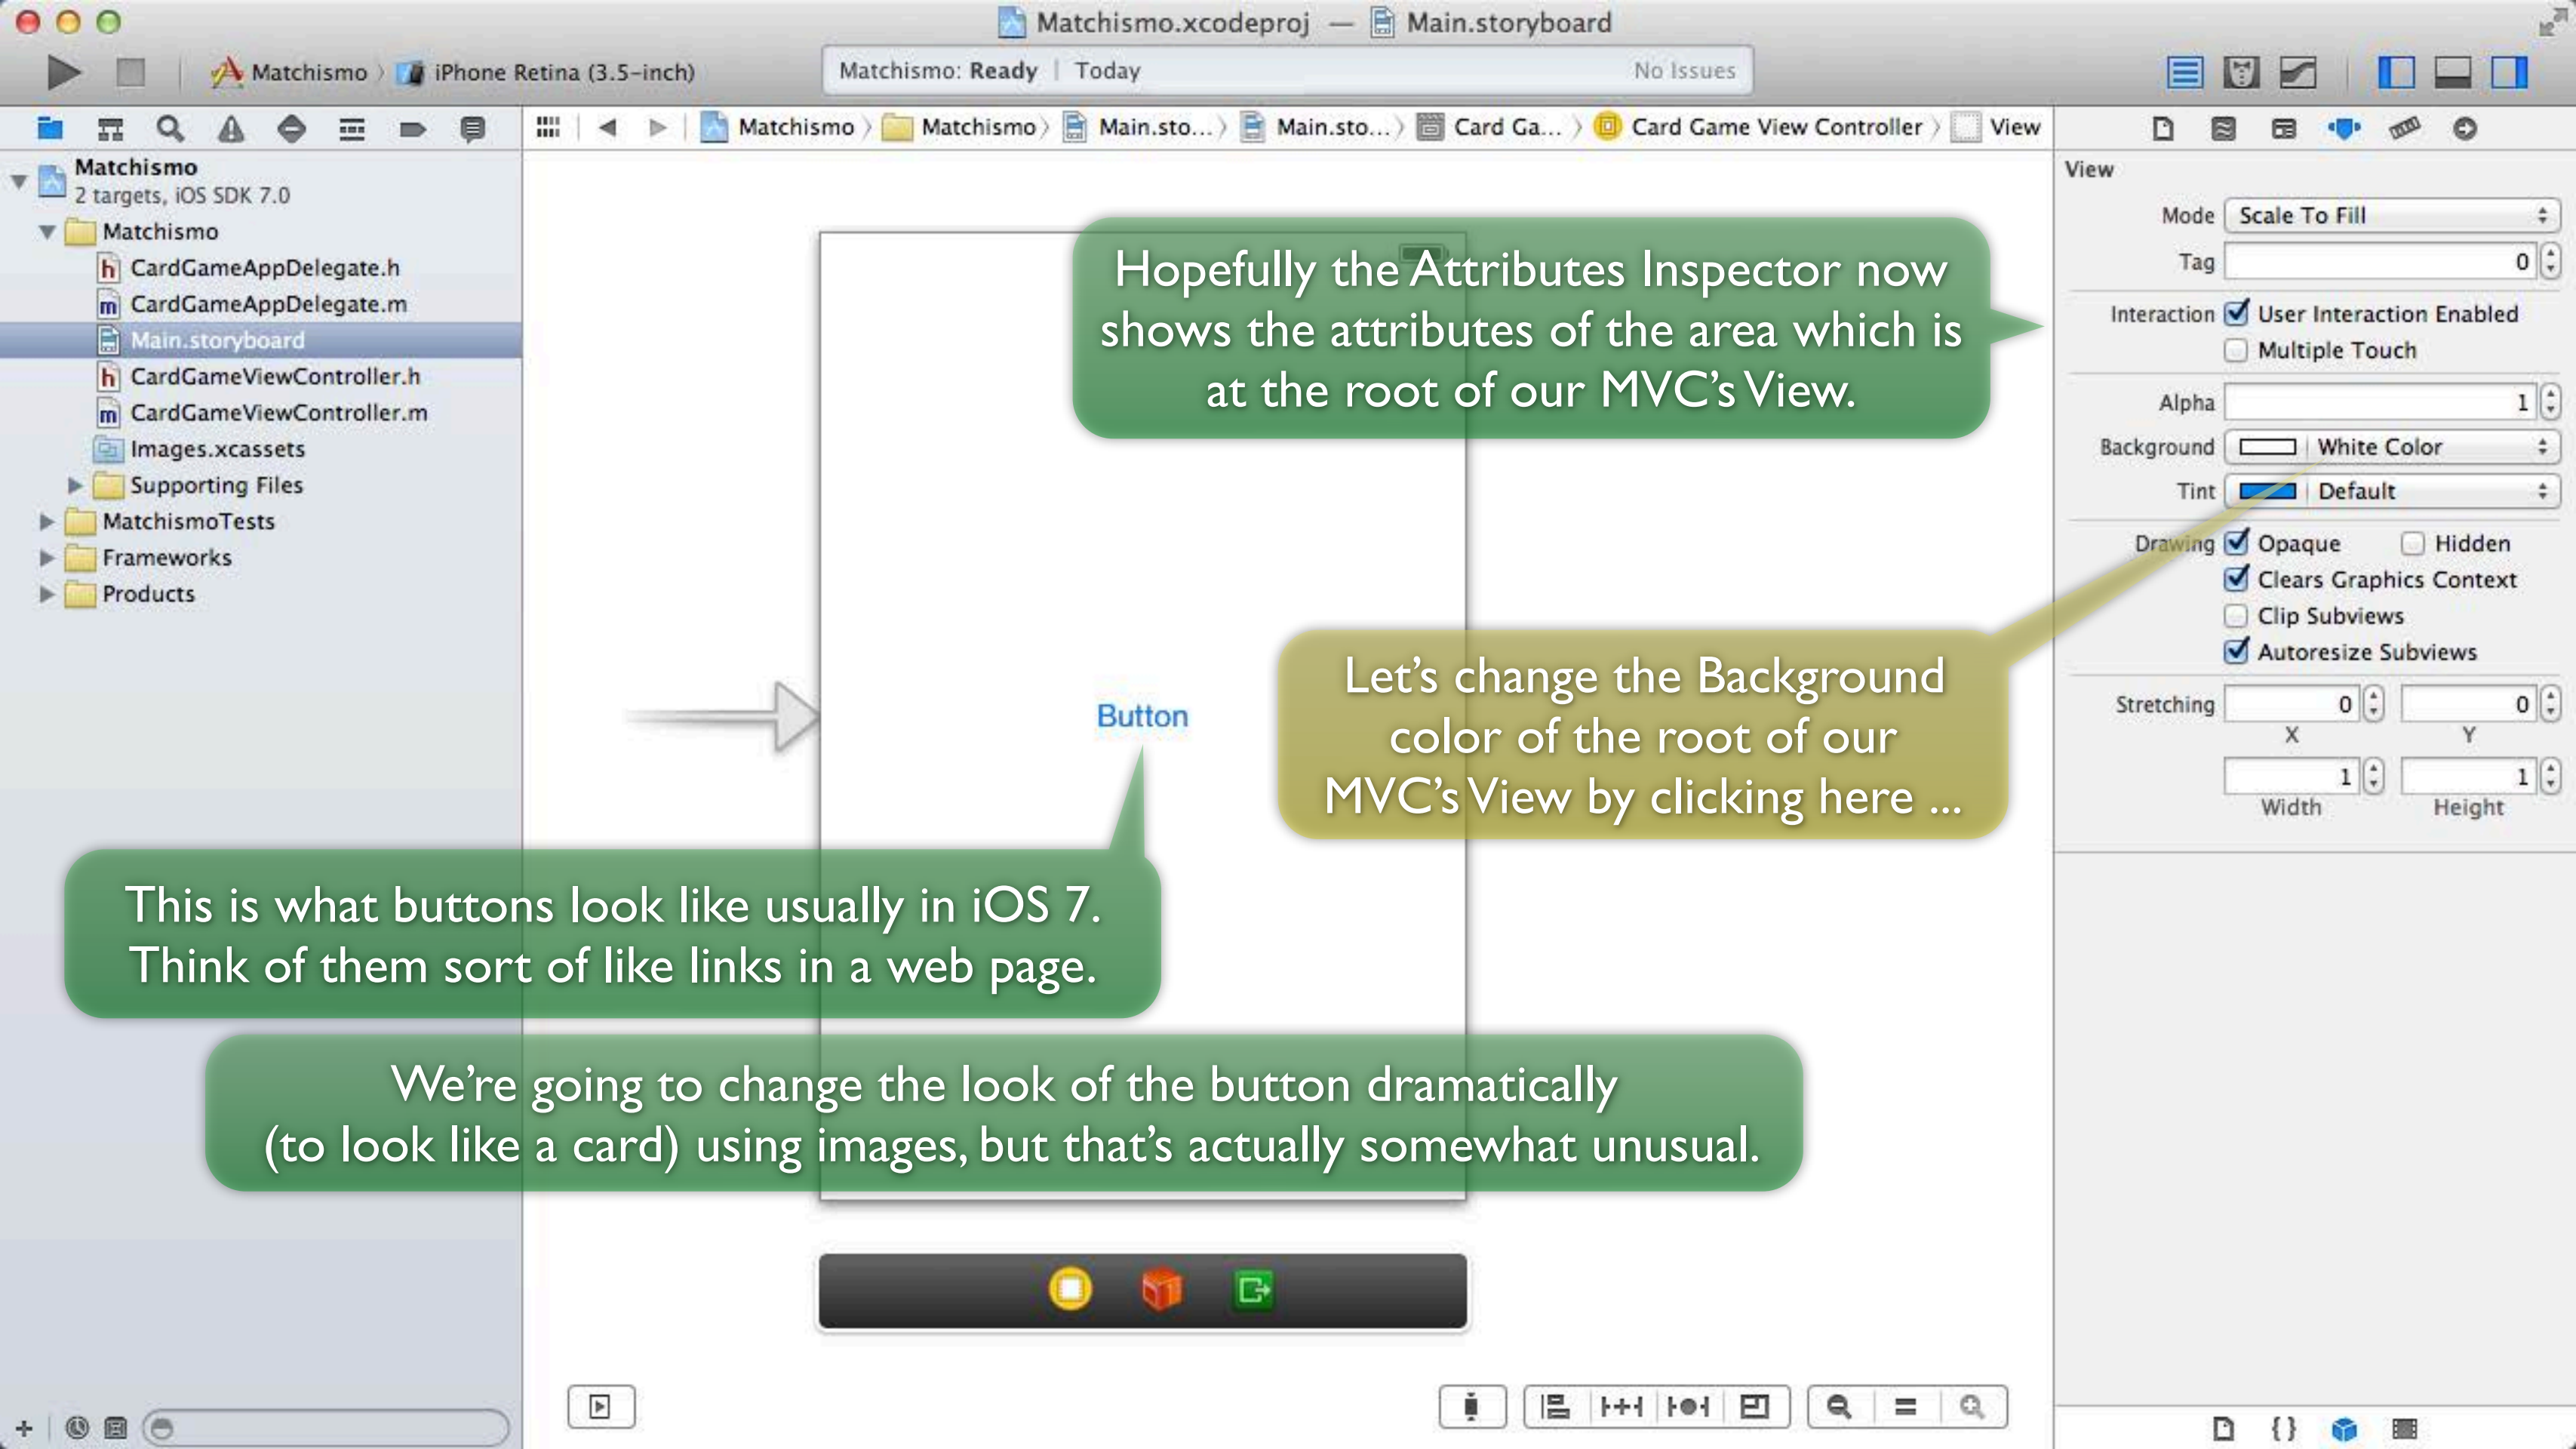 Matchismo.xcodeproj — Main.storyboard
Matchismo 〉 iPhone Retina (3.5-inch)
Matchismo: Ready | Today
No Issues
Matchismo 〉 Matchismo 〉 Main.sto... 〉 Main.sto... 〉 Card Ga... 〉 Card Game View Controller 〉 View
Matchismo
2 targets, iOS SDK 7.0
Matchismo
h CardGameAppDelegate.h
m CardGameAppDelegate.m
Main.storyboard
h CardGameViewController.h
m CardGameViewController.m
Images.xcassets
Supporting Files
MatchismoTests
Frameworks
Products
Hopefully the Attributes Inspector now
shows the attributes of the area which is
at the root of our MVC's View.
Button
Let's change the Background
color of the root of our
MVC's View by clicking here ...
This is what buttons look like usually in iOS 7.
Think of them sort of like links in a web page.
We're going to change the look of the button dramatically
(to look like a card) using images, but that's actually somewhat unusual.
View
Mode Scale To Fill
Tag 0
Interaction User Interaction Enabled
Multiple Touch
Alpha 1
Background White Color
Tint Default
Drawing Opaque Hidden
Clears Graphics Context
Clip Subviews
Autoresize Subviews
Stretching 0 0
X Y
1 1
Width Height